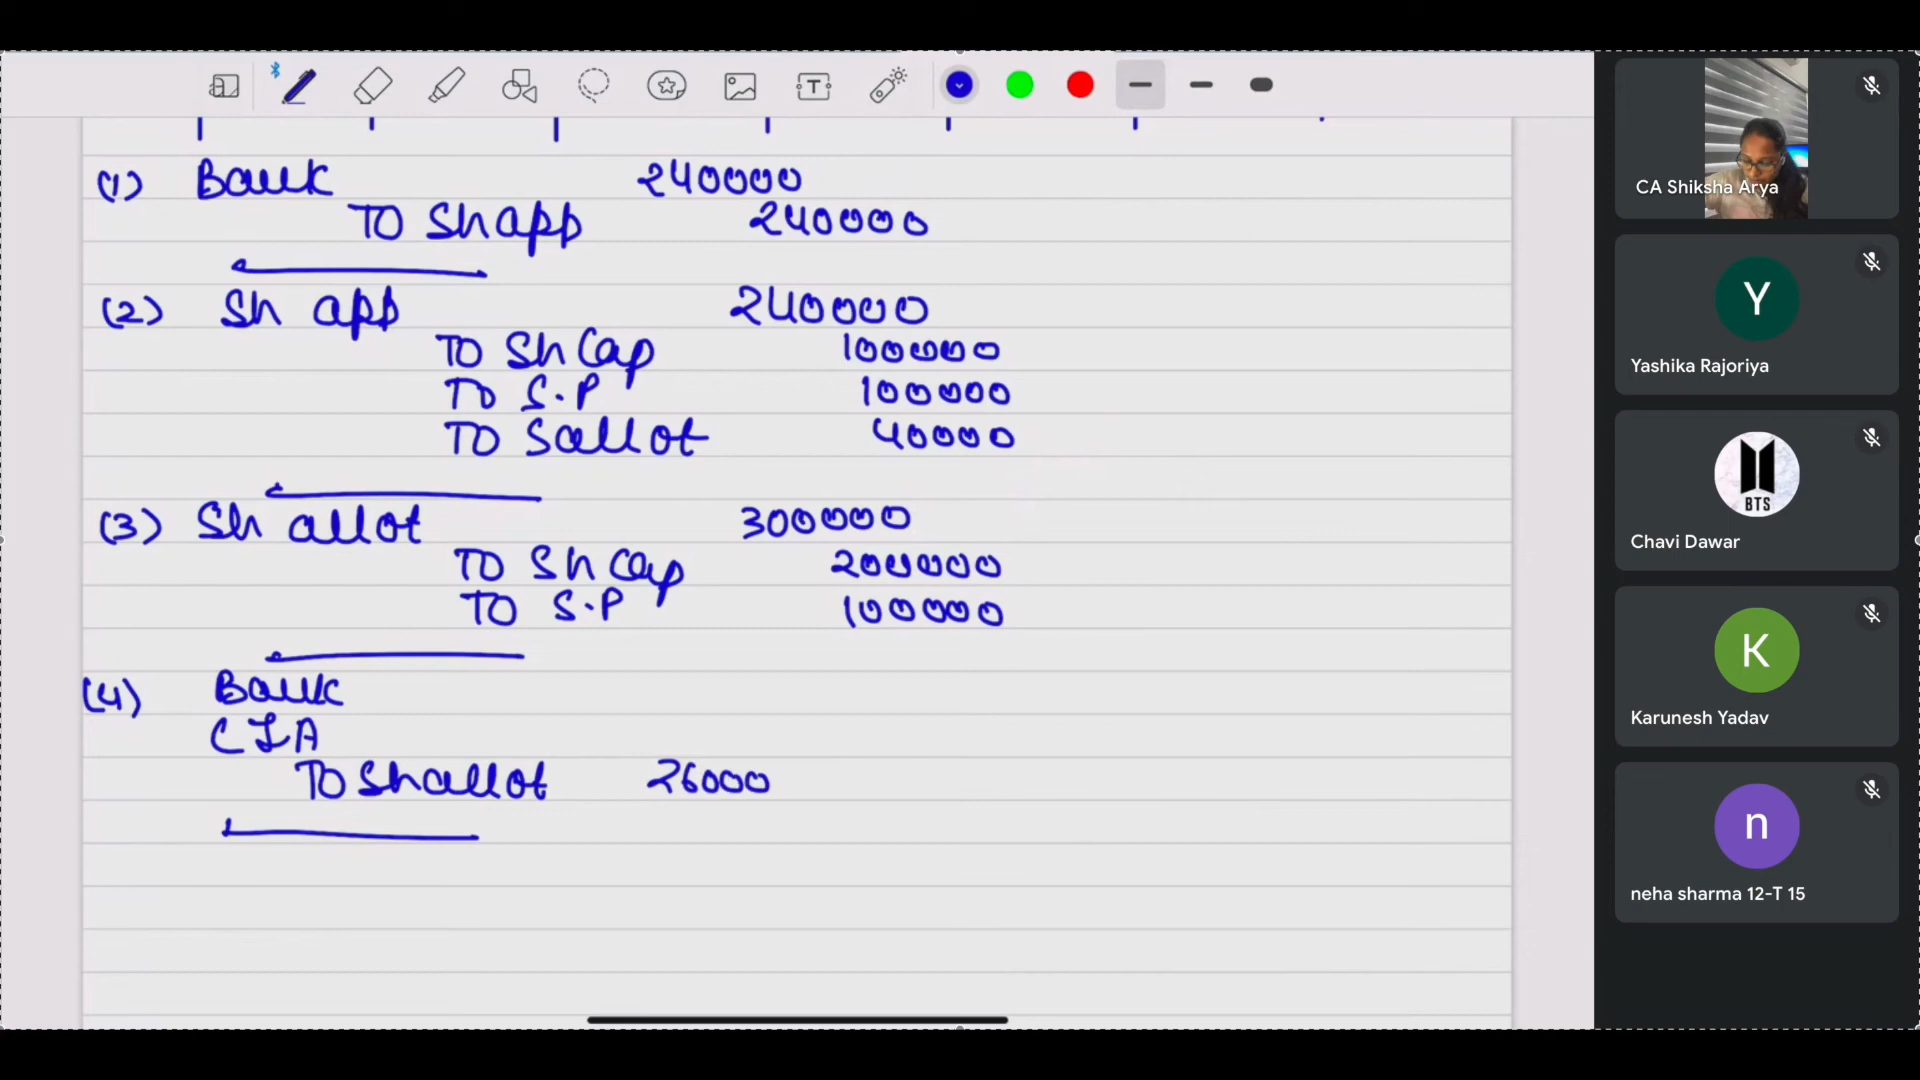 (1) Bank 240000
TO Sh App 240000
(2) Sh app 240000
TO Sh Cap 100000
TO S.P 100000
TO Sallot 40000
(3) Sh allot 300000
TO Sh Cap 200000
TO S.P 100000
(4) Bank
CIA
TO Shallot 26000
T
CA Shiksha Arya
Y
Yashika Rajoriya
BTS
Chavi Dawar
K
Karunesh Yadav
n
neha sharma 12-T 15